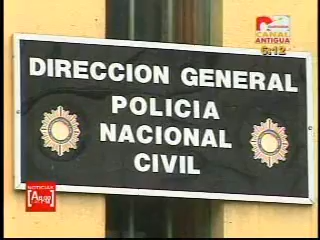 CANAL
ANTIGUA
6:12
DIRECCION GENERAL
POLICIA
NACIONAL
CIVIL
NOTICIAS